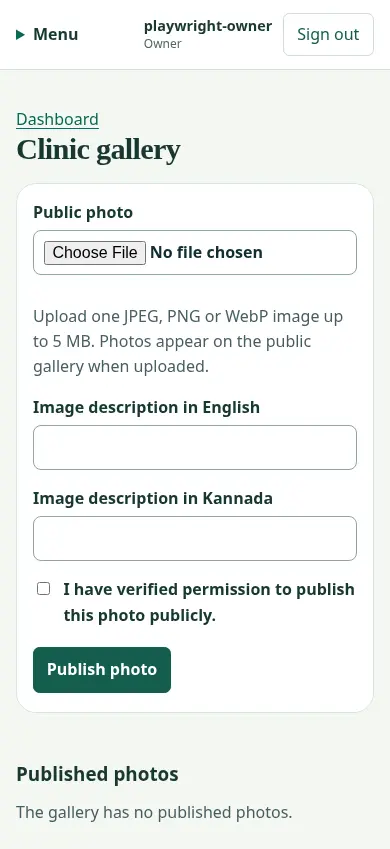 Menu
playwright-owner
Owner
Sign out
Dashboard
Clinic gallery
Public photo
Choose File No file chosen
Upload one JPEG, PNG or WebP image up
to 5 MB. Photos appear on the public
gallery when uploaded.
Image description in English
Image description in Kannada
I have verified permission to publish
this photo publicly.
Publish photo
Published photos
The gallery has no published photos.